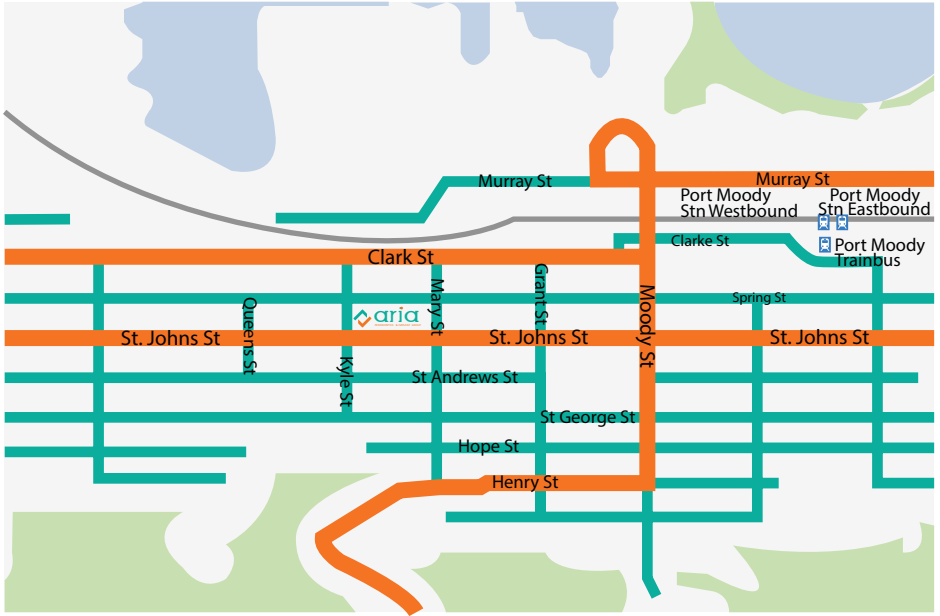 Murray St
Murray St
Port Moody
Stn Westbound
Port Moody
Stn Eastbound
Clarke St
Port Moody
Trainbus
Clark St
Grant St
Mary St
Queens St
Moody St
Spring St
aria
St. Johns St
St. Johns St
St. Johns St
Kyle St
St Andrews St
St George St
Hope St
Henry St